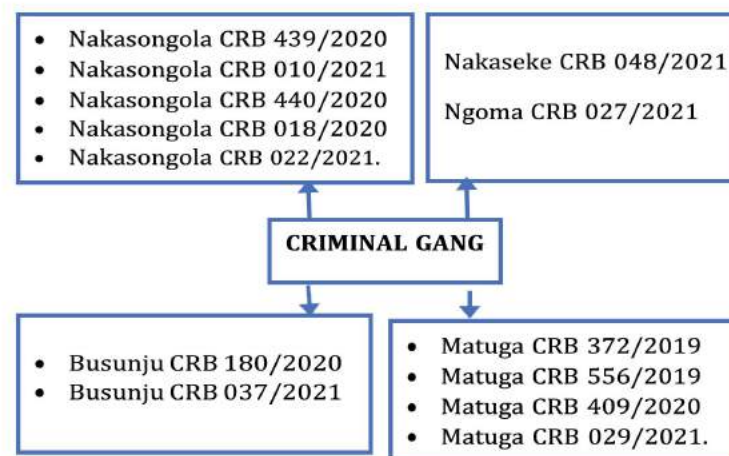 • Nakasongola CRB 439/2020
• Nakasongola CRB 010/2021
• Nakasongola CRB 440/2020
• Nakasongola CRB 018/2020
• Nakasongola CRB 022/2021.
Nakaseke CRB 048/2021
Ngoma CRB 027/2021
CRIMINAL GANG
• Busunju CRB 180/2020
• Busunju CRB 037/2021
• Matuga CRB 372/2019
• Matuga CRB 556/2019
• Matuga CRB 409/2020
• Matuga CRB 029/2021.